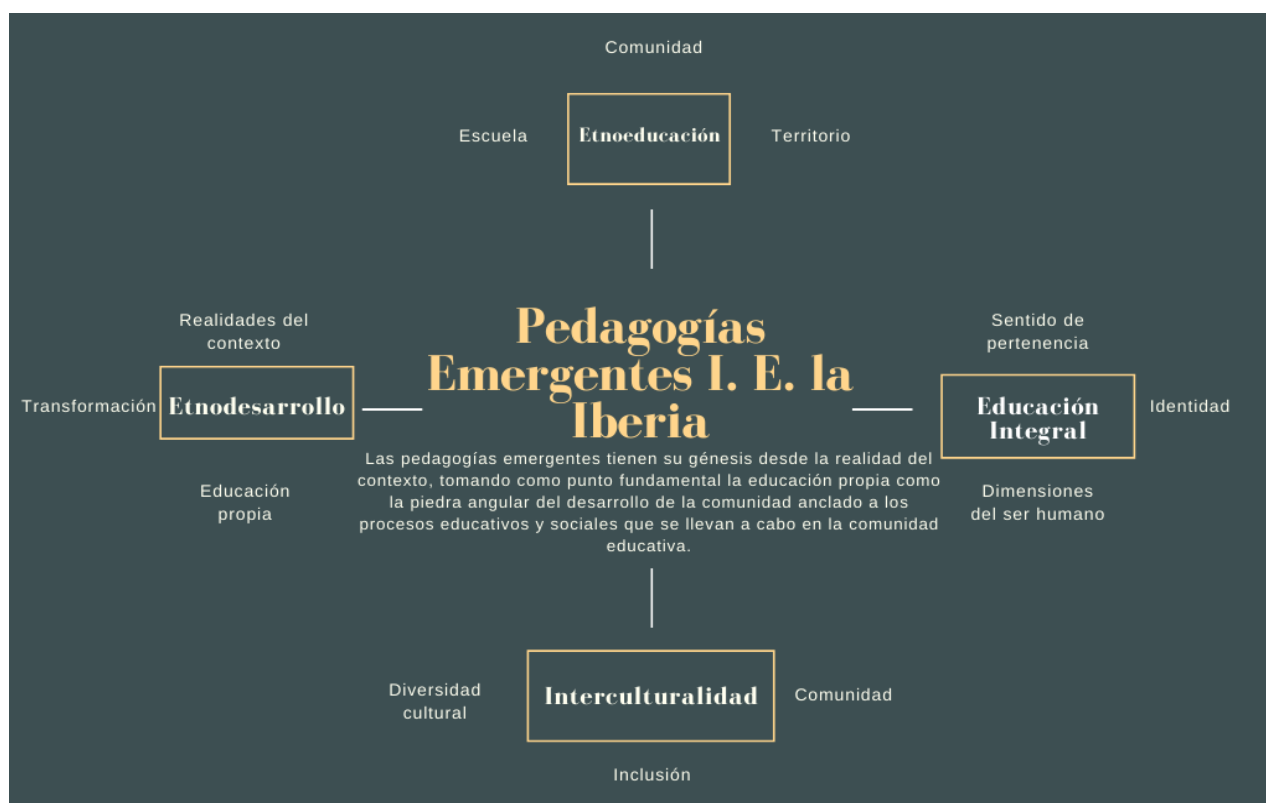 Comunidad
Escuela
Etnoeducación
Territorio
Realidades del
contexto
Transformación
Etnodesarrollo
Educación
propia
Pedagogías
Emergentes I. E. la
Iberia
Las pedagogías emergentes tienen su génesis desde la realidad del
contexto, tomando como punto fundamental la educación propia como
la piedra angular del desarrollo de la comunidad anclado a los
procesos educativos y sociales que se llevan a cabo en la comunidad
educativa.
Sentido de
pertenencia
Educación
Integral
Identidad
Dimensiones
del ser humano
Diversidad
cultural
Interculturalidad
Comunidad
Inclusión